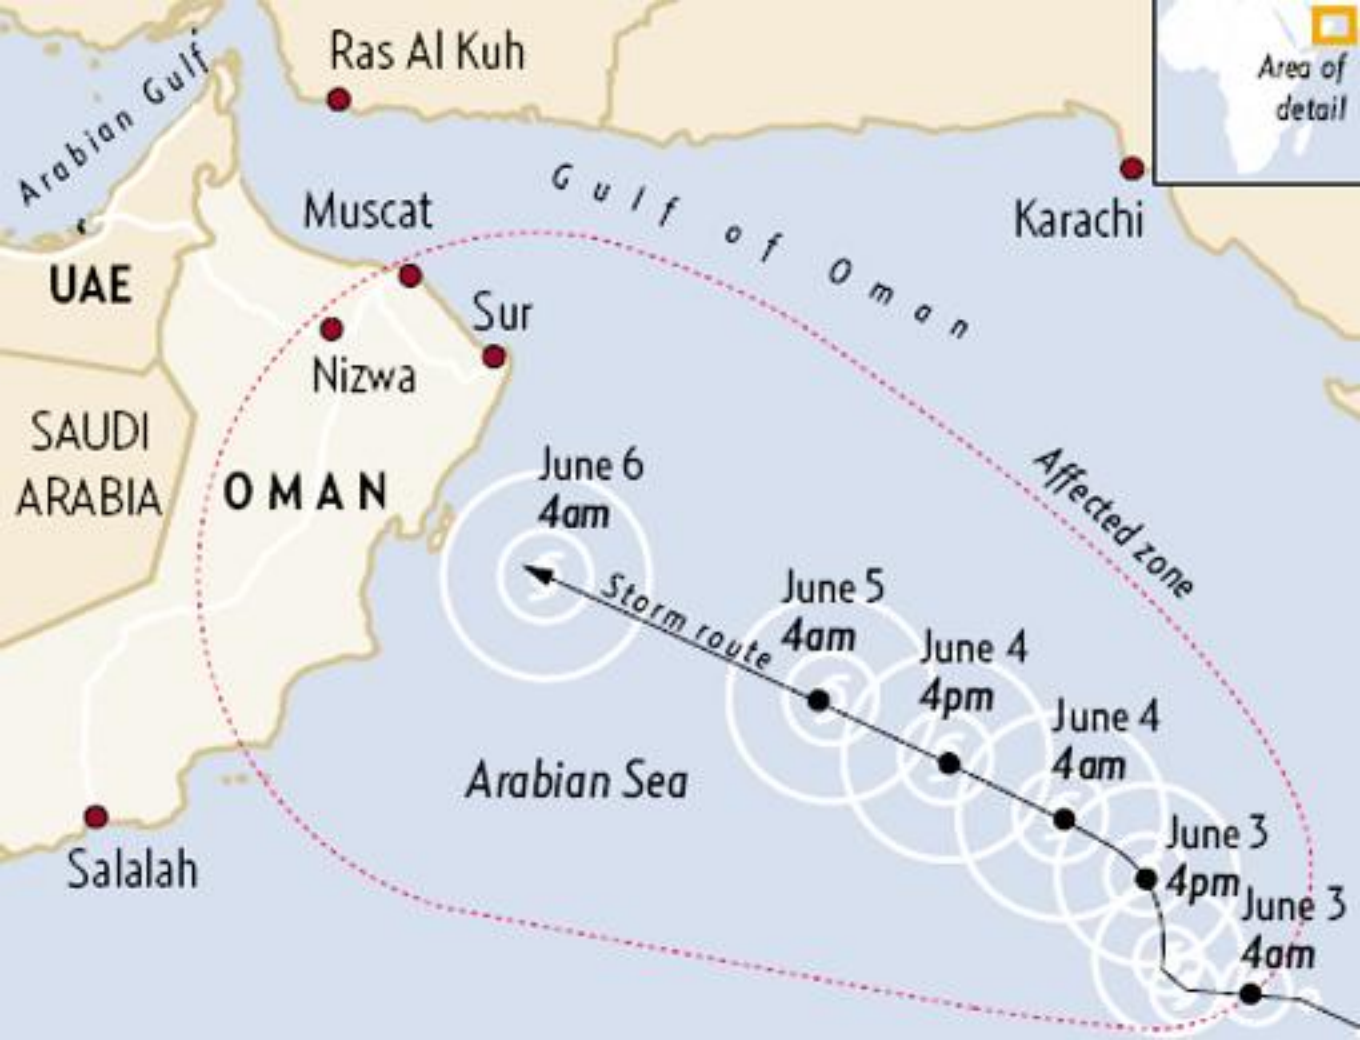 Ras Al Kuh
Area of
detail
Arabian Gulf
Gulf of Oman
Karachi
Muscat
UAE
Sur
Nizwa
SAUDI
ARABIA
OMAN
June 6
4am
Affected zone
Storm route
June 5
4am
June 4
4pm
June 4
4am
Arabian Sea
June 3
4pm
June 3
4am
Salalah